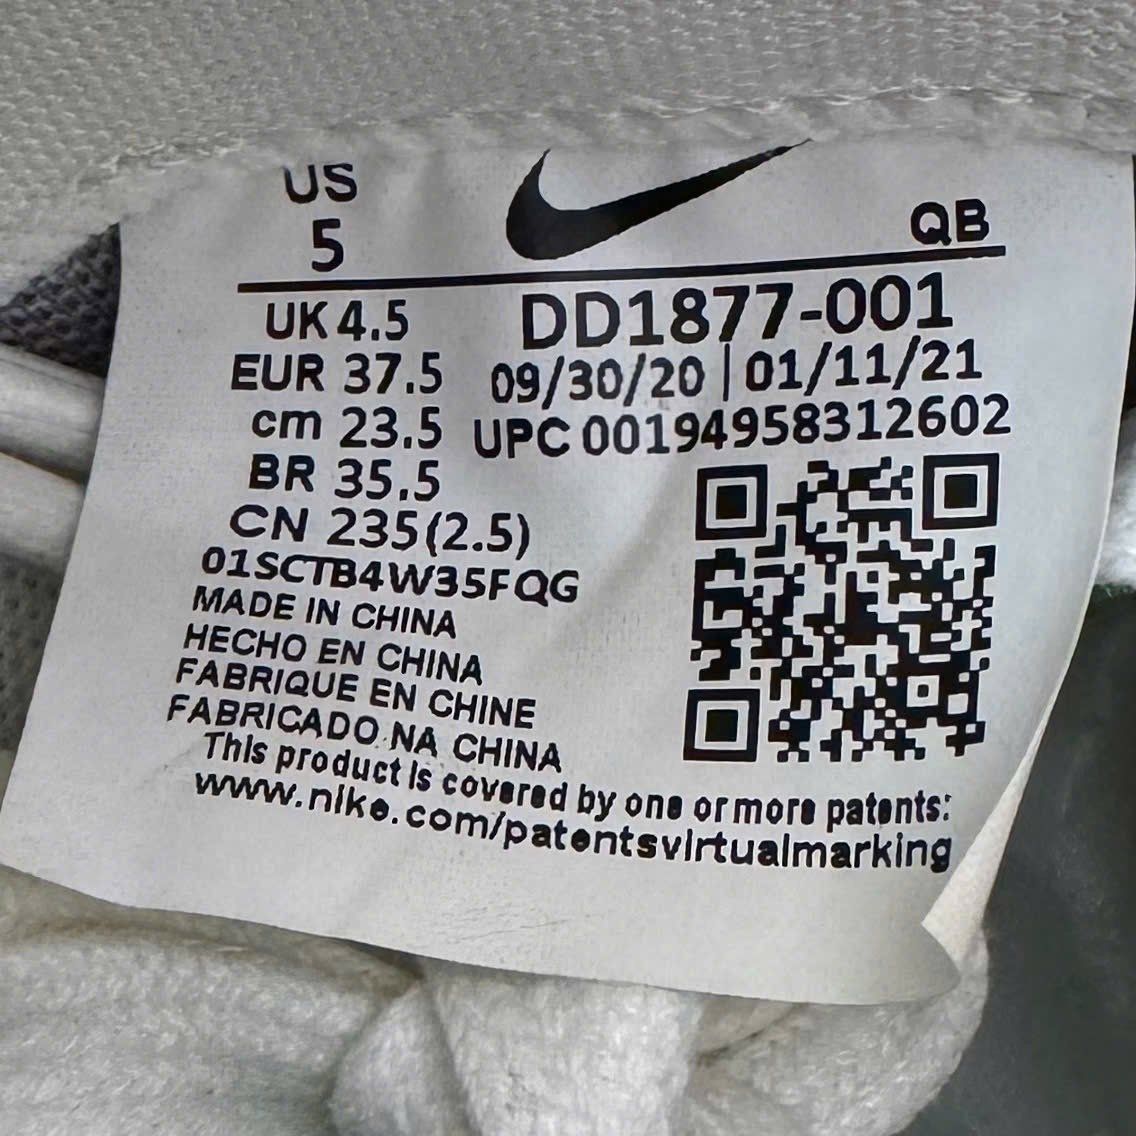 US
5
QB
UK 4.5
DD1877-001
EUR 37.5
09/30/20 | 01/11/21
cm 23.5
UPC 00194958312602
BR 35.5
CN 235(2.5)
01SCTB4W35FQG
MADE IN CHINA
HECHO EN CHINA
FABRIQUE EN CHINE
FABRICADO NA CHINA
This product is covered by one or more patents:
www.nike.com/patentsvirtualmarking